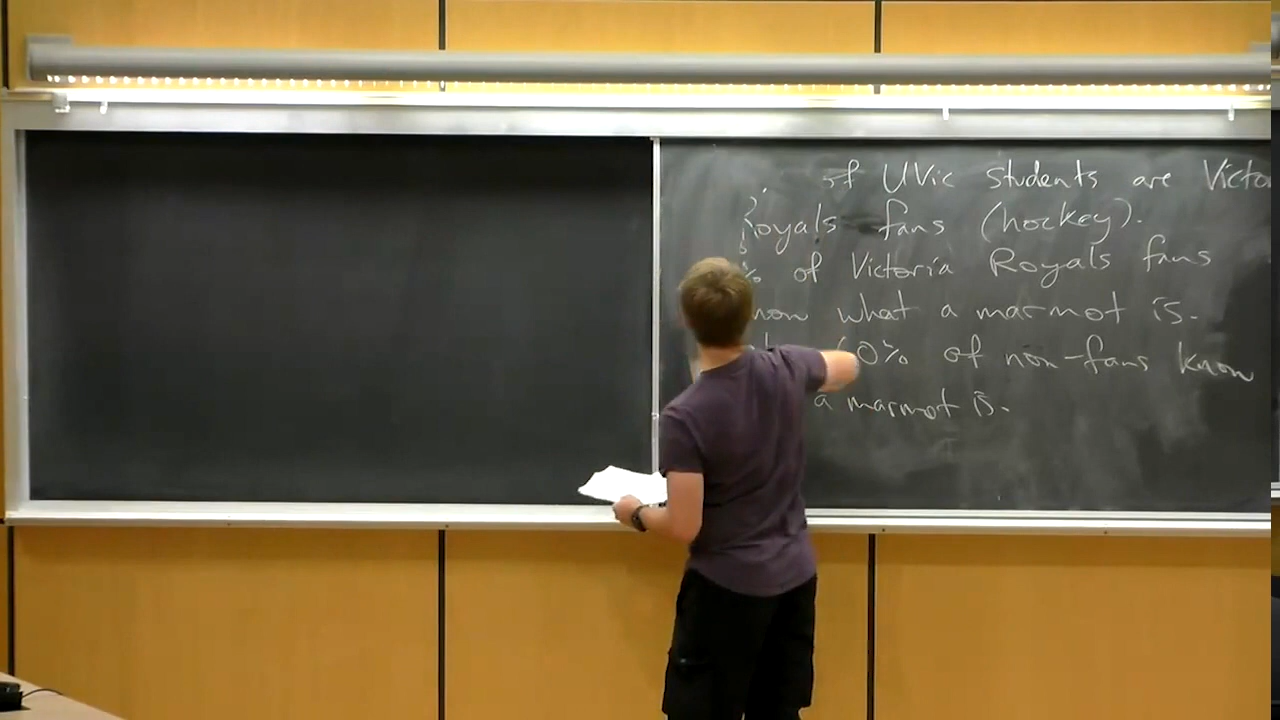 of UVic students are Victo
Royals fans (hockey).
% of Victoria Royals fans
now what a marmot is.
60% of non-fans know
a marmot is.